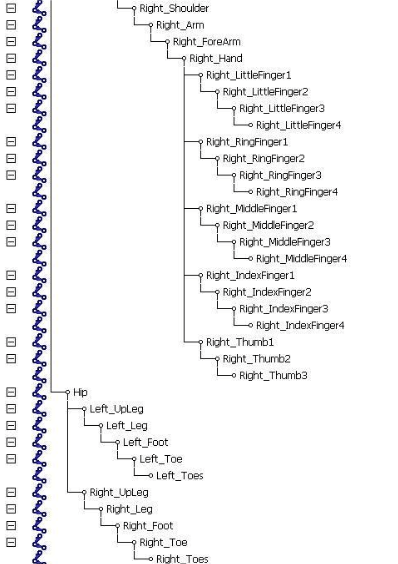 Right_Shoulder
Right_Arm
Right_ForeArm
Right_Hand
Right_LittleFinger1
Right_LittleFinger2
Right_LittleFinger3
Right_LittleFinger4
Right_RingFinger1
Right_RingFinger2
Right_RingFinger3
Right_RingFinger4
Right_MiddleFinger1
Right_MiddleFinger2
Right_MiddleFinger3
Right_MiddleFinger4
Right_IndexFinger1
Right_IndexFinger2
Right_IndexFinger3
Right_IndexFinger4
Right_Thumb1
Right_Thumb2
Right_Thumb3
Hip
Left_UpLeg
Left_Leg
Left_Foot
Left_Toe
Left_Toes
Right_UpLeg
Right_Leg
Right_Foot
Right_Toe
Right_Toes